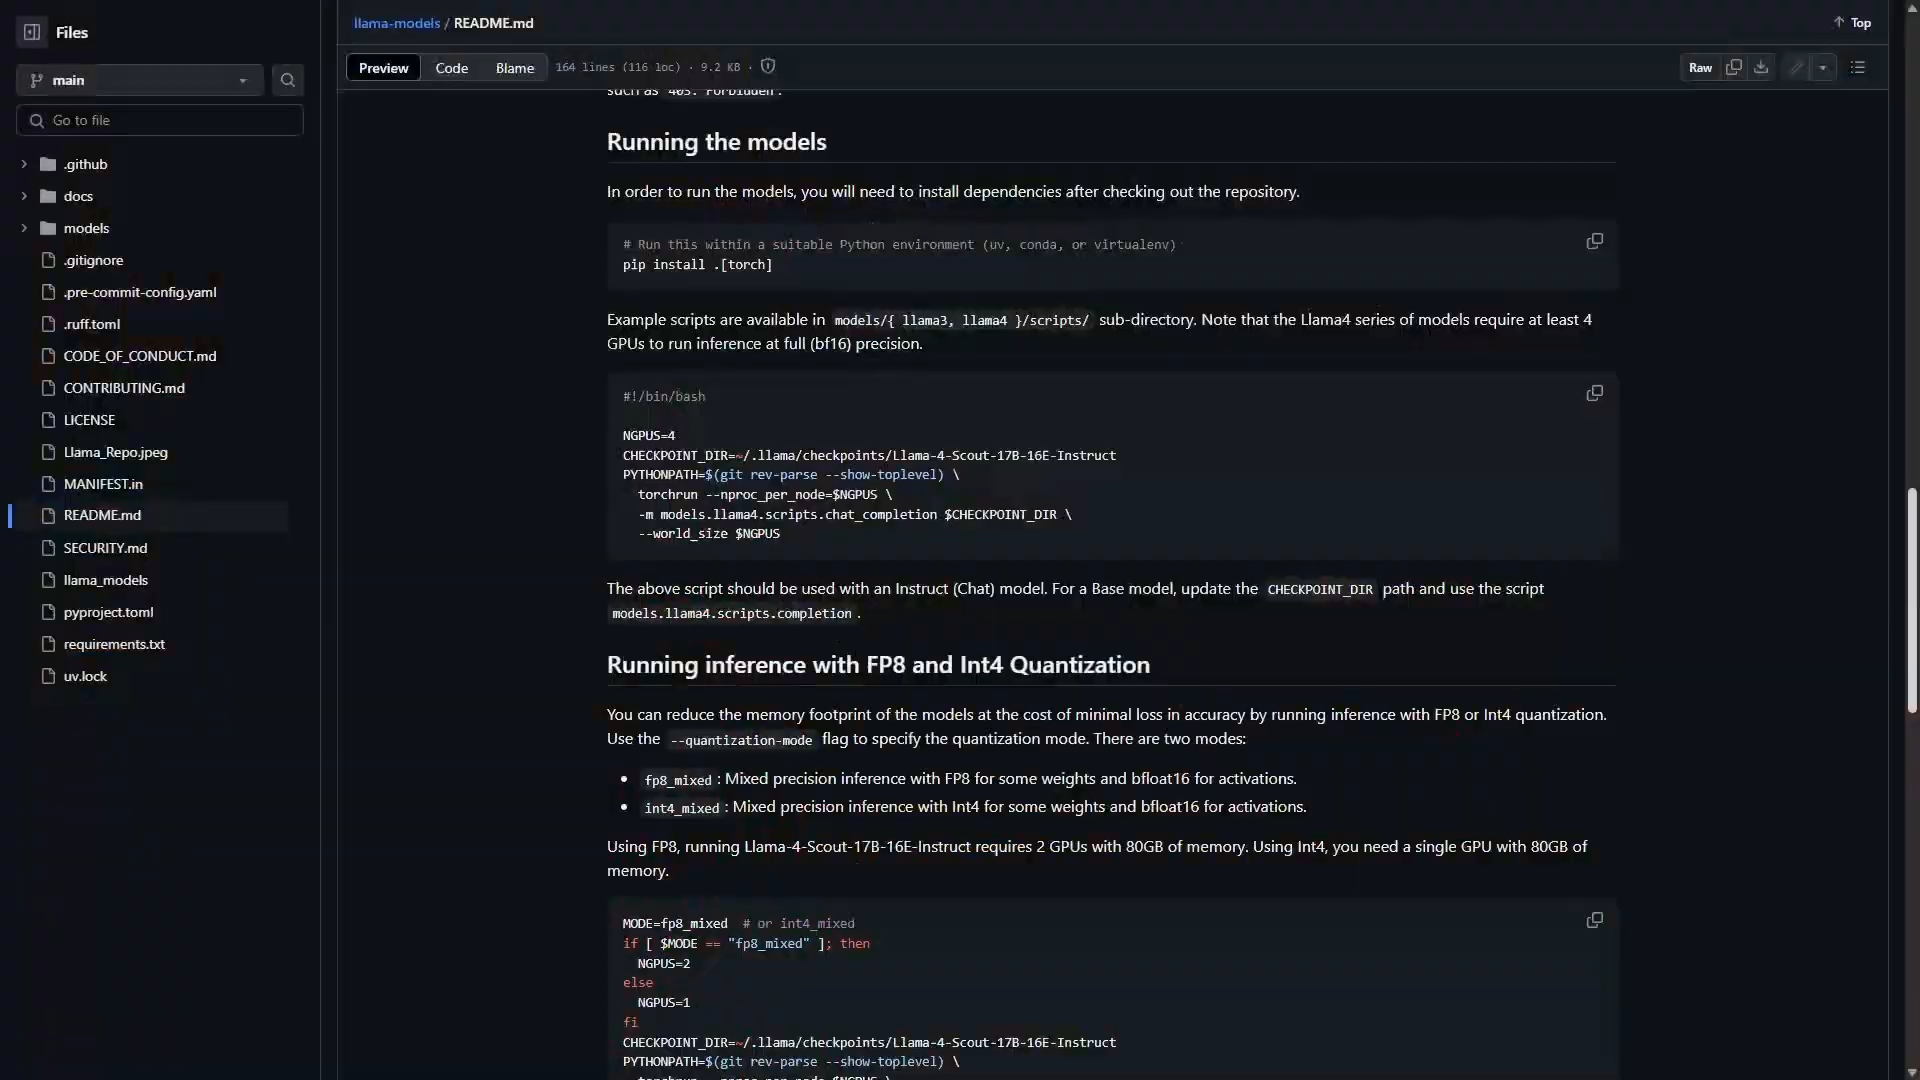 Files
main
Go to file
.github
docs
models
.gitignore
.pre-commit-config.yaml
.ruff.toml
CODE_OF_CONDUCT.md
CONTRIBUTING.md
LICENSE
Llama_Repo.jpeg
MANIFEST.in
README.md
SECURITY.md
llama_models
pyproject.toml
requirements.txt
uv.lock
llama-models / README.md
Top
Preview Code Blame 164 lines (116 loc) · 9.2 KB ·
Raw
such as 403: Forbidden.
Running the models
In order to run the models, you will need to install dependencies after checking out the repository.
# Run this within a suitable Python environment (uv, conda, or virtualenv)
pip install .[torch]
Example scripts are available in models/{ llama3, llama4 }/scripts/ sub-directory. Note that the Llama4 series of models require at least 4
GPUs to run inference at full (bf16) precision.
#!/bin/bash
NGPUS=4
CHECKPOINT_DIR=~/.llama/checkpoints/Llama-4-Scout-17B-16E-Instruct
PYTHONPATH=$(git rev-parse --show-toplevel) \
torchrun --nproc_per_node=$NGPUS \
-m models.llama4.scripts.chat_completion $CHECKPOINT_DIR \
--world_size $NGPUS
The above script should be used with an Instruct (Chat) model. For a Base model, update the CHECKPOINT_DIR path and use the script
models.llama4.scripts.completion .
Running inference with FP8 and Int4 Quantization
You can reduce the memory footprint of the models at the cost of minimal loss in accuracy by running inference with FP8 or Int4 quantization.
Use the --quantization-mode flag to specify the quantization mode. There are two modes:
• fp8_mixed : Mixed precision inference with FP8 for some weights and bfloat16 for activations.
• int4_mixed : Mixed precision inference with Int4 for some weights and bfloat16 for activations.
Using FP8, running Llama-4-Scout-17B-16E-Instruct requires 2 GPUs with 80GB of memory. Using Int4, you need a single GPU with 80GB of
memory.
MODE=fp8_mixed # or int4_mixed
if [ $MODE == "fp8_mixed" ]; then
NGPUS=2
else
NGPUS=1
fi
CHECKPOINT_DIR=~/.llama/checkpoints/Llama-4-Scout-17B-16E-Instruct
PYTHONPATH=$(git rev-parse --show-toplevel) \